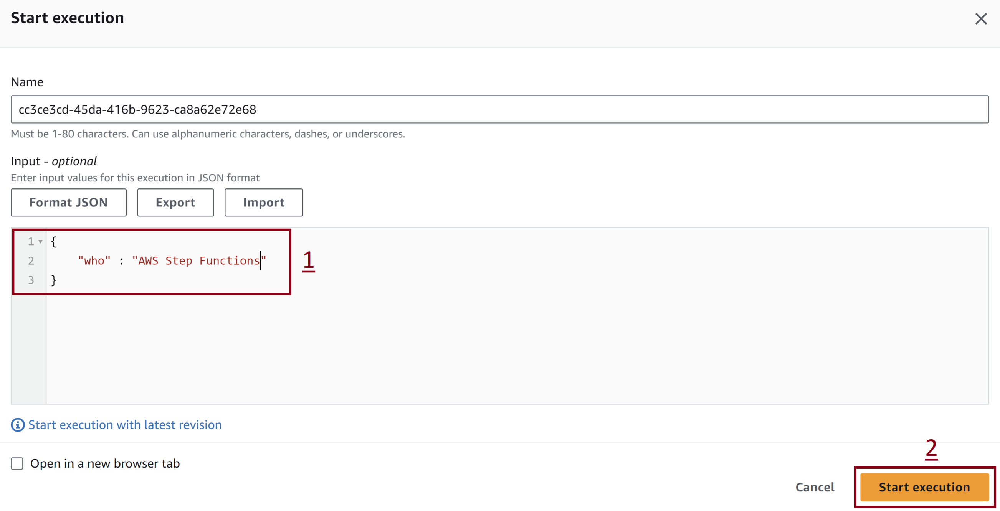 Start execution
Name
cc3ce3cd-45da-416b-9623-ca8a62e72e68
Must be 1-80 characters. Can use alphanumeric characters, dashes, or underscores.
Input - optional
Enter input values for this execution in JSON format
Format JSON Export Import
1 {
2 "who" : "AWS Step Functions"
3 }
1
Start execution with latest revision
2
Open in a new browser tab
Cancel Start execution